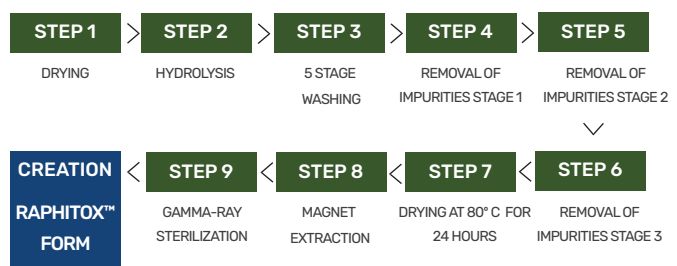 STEP 1 > STEP 2 > STEP 3 > STEP 4 > STEP 5
DRYING
HYDROLYSIS
5 STAGE
WASHING
REMOVAL OF
IMPURITIES STAGE 1
REMOVAL OF
IMPURITIES STAGE 2
STEP 6
REMOVAL OF
IMPURITIES STAGE 3
STEP 7
DRYING AT 80° C FOR
24 HOURS
STEP 8
MAGNET
EXTRACTION
STEP 9
GAMMA-RAY
STERILIZATION
CREATION
RAPHITOX™
FORM